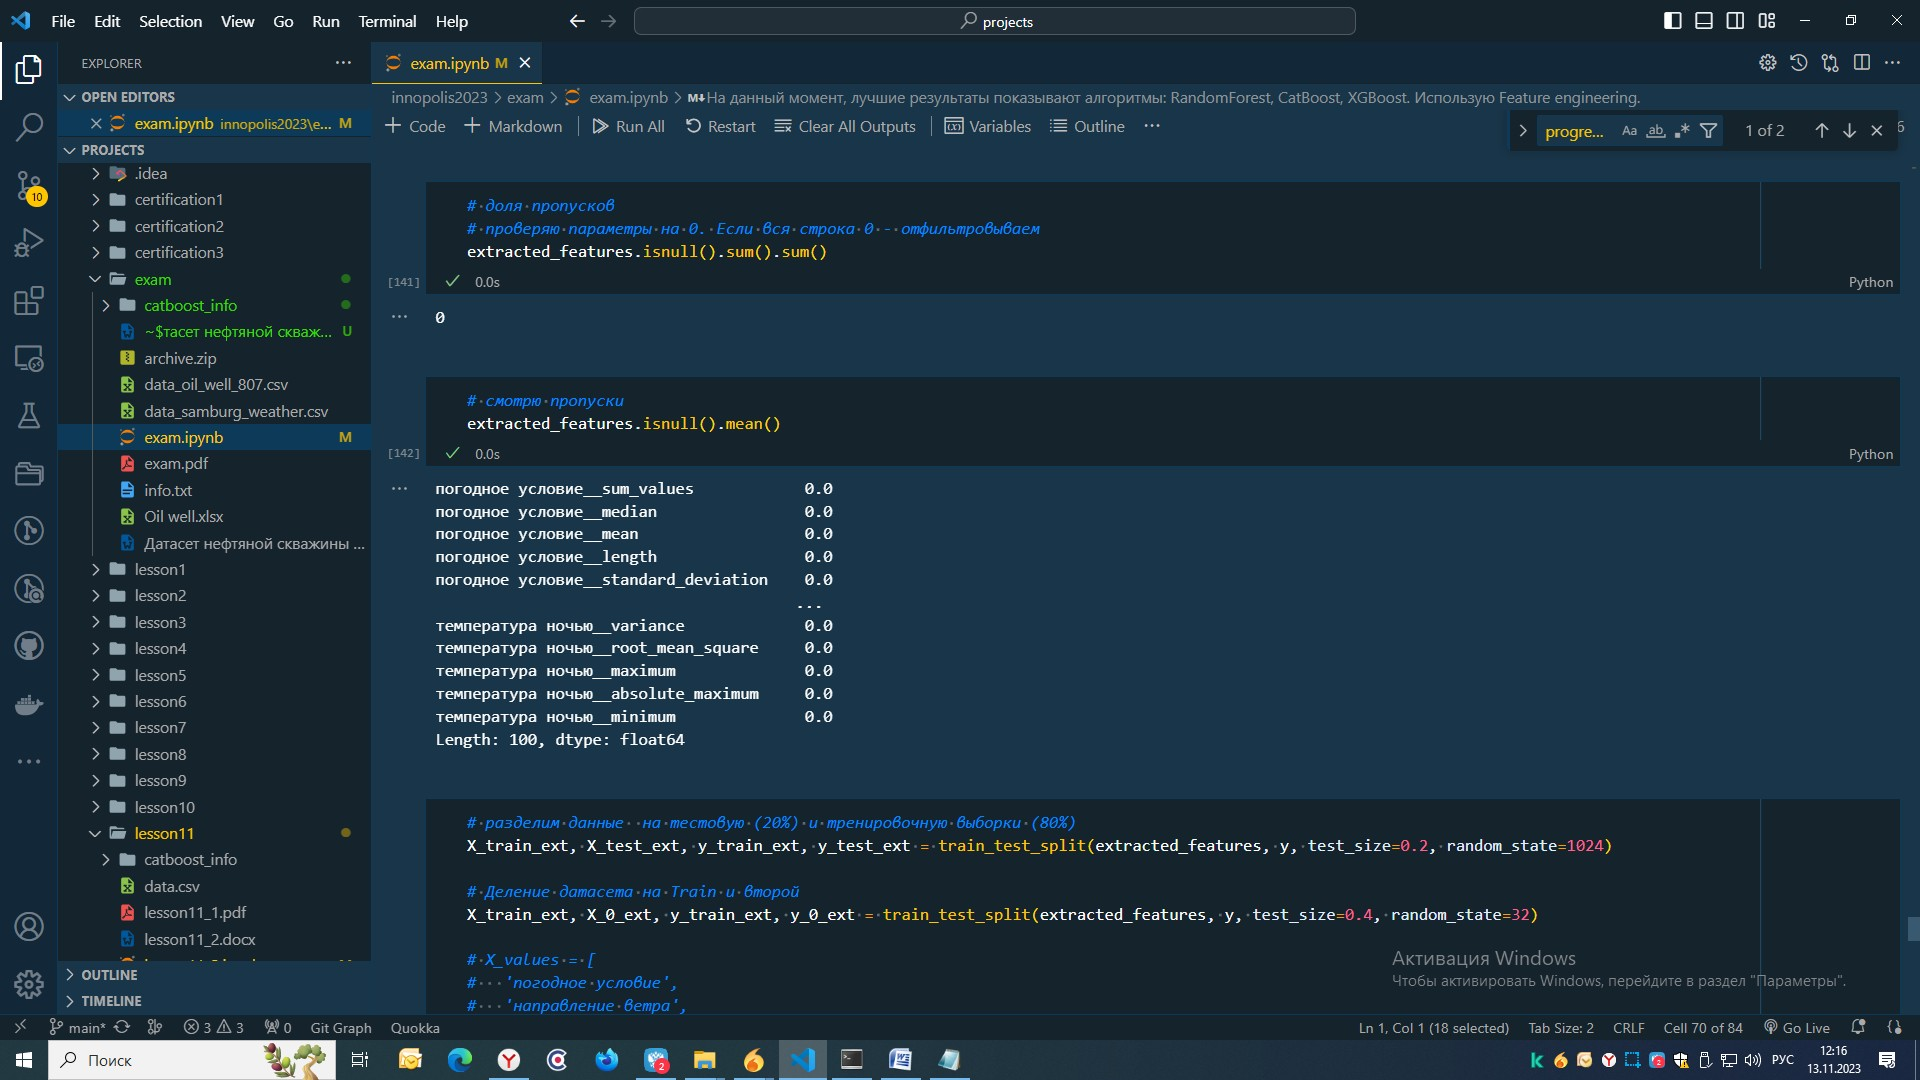 File Edit Selection View Go Run Terminal Help
projects
EXPLORER
exam.ipynb M
OPEN EDITORS
exam.ipynb innopolis2023\e... M
innopolis2023 > exam > exam.ipynb > M↓На данный момент, лучшие результаты показывают алгоритмы: RandomForest, CatBoost, XGBoost. Использую Feature engineering.
+ Code + Markdown Run All Restart Clear All Outputs Variables Outline ...
progre... Aa ab 1 of 2
PROJECTS
.idea
certification1
certification2
certification3
exam
catboost_info
~$тасет нефтяной скваж... U
archive.zip
data_oil_well_807.csv
data_samburg_weather.csv
exam.ipynb M
exam.pdf
info.txt
Oil well.xlsx
Датасет нефтяной скважины ...
lesson1
lesson2
lesson3
lesson4
lesson5
lesson6
lesson7
lesson8
lesson9
lesson10
lesson11
catboost_info
data.csv
lesson11_1.pdf
lesson11_2.docx
OUTLINE
TIMELINE
10
# доля пропусков
# проверяю параметры на 0. Если вся строка 0 - отфильтровываем
extracted_features.isnull().sum().sum()
[141] 0.0s Python
0
# смотрю пропуски
extracted_features.isnull().mean()
[142] 0.0s Python
погодное условие__sum_values 0.0
погодное условие__median 0.0
погодное условие__mean 0.0
погодное условие__length 0.0
погодное условие__standard_deviation 0.0
...
температура ночью__variance 0.0
температура ночью__root_mean_square 0.0
температура ночью__maximum 0.0
температура ночью__absolute_maximum 0.0
температура ночью__minimum 0.0
Length: 100, dtype: float64
# разделим данные на тестовую (20%) и тренировочную выборки (80%)
X_train_ext, X_test_ext, y_train_ext, y_test_ext = train_test_split(extracted_features, y, test_size=0.2, random_state=1024)
# Деление датасета на Train и второй
X_train_ext, X_0_ext, y_train_ext, y_0_ext = train_test_split(extracted_features, y, test_size=0.4, random_state=32)
# X_values = [
# 'погодное условие',
# 'направление ветра',
Активация Windows
Чтобы активировать Windows, перейдите в раздел "Параметры".
main* 3 3 0 Git Graph Quokka Ln 1, Col 1 (18 selected) Tab Size: 2 CRLF Cell 70 of 84 Go Live
Поиск
2
РУС
12:16
13.11.2023